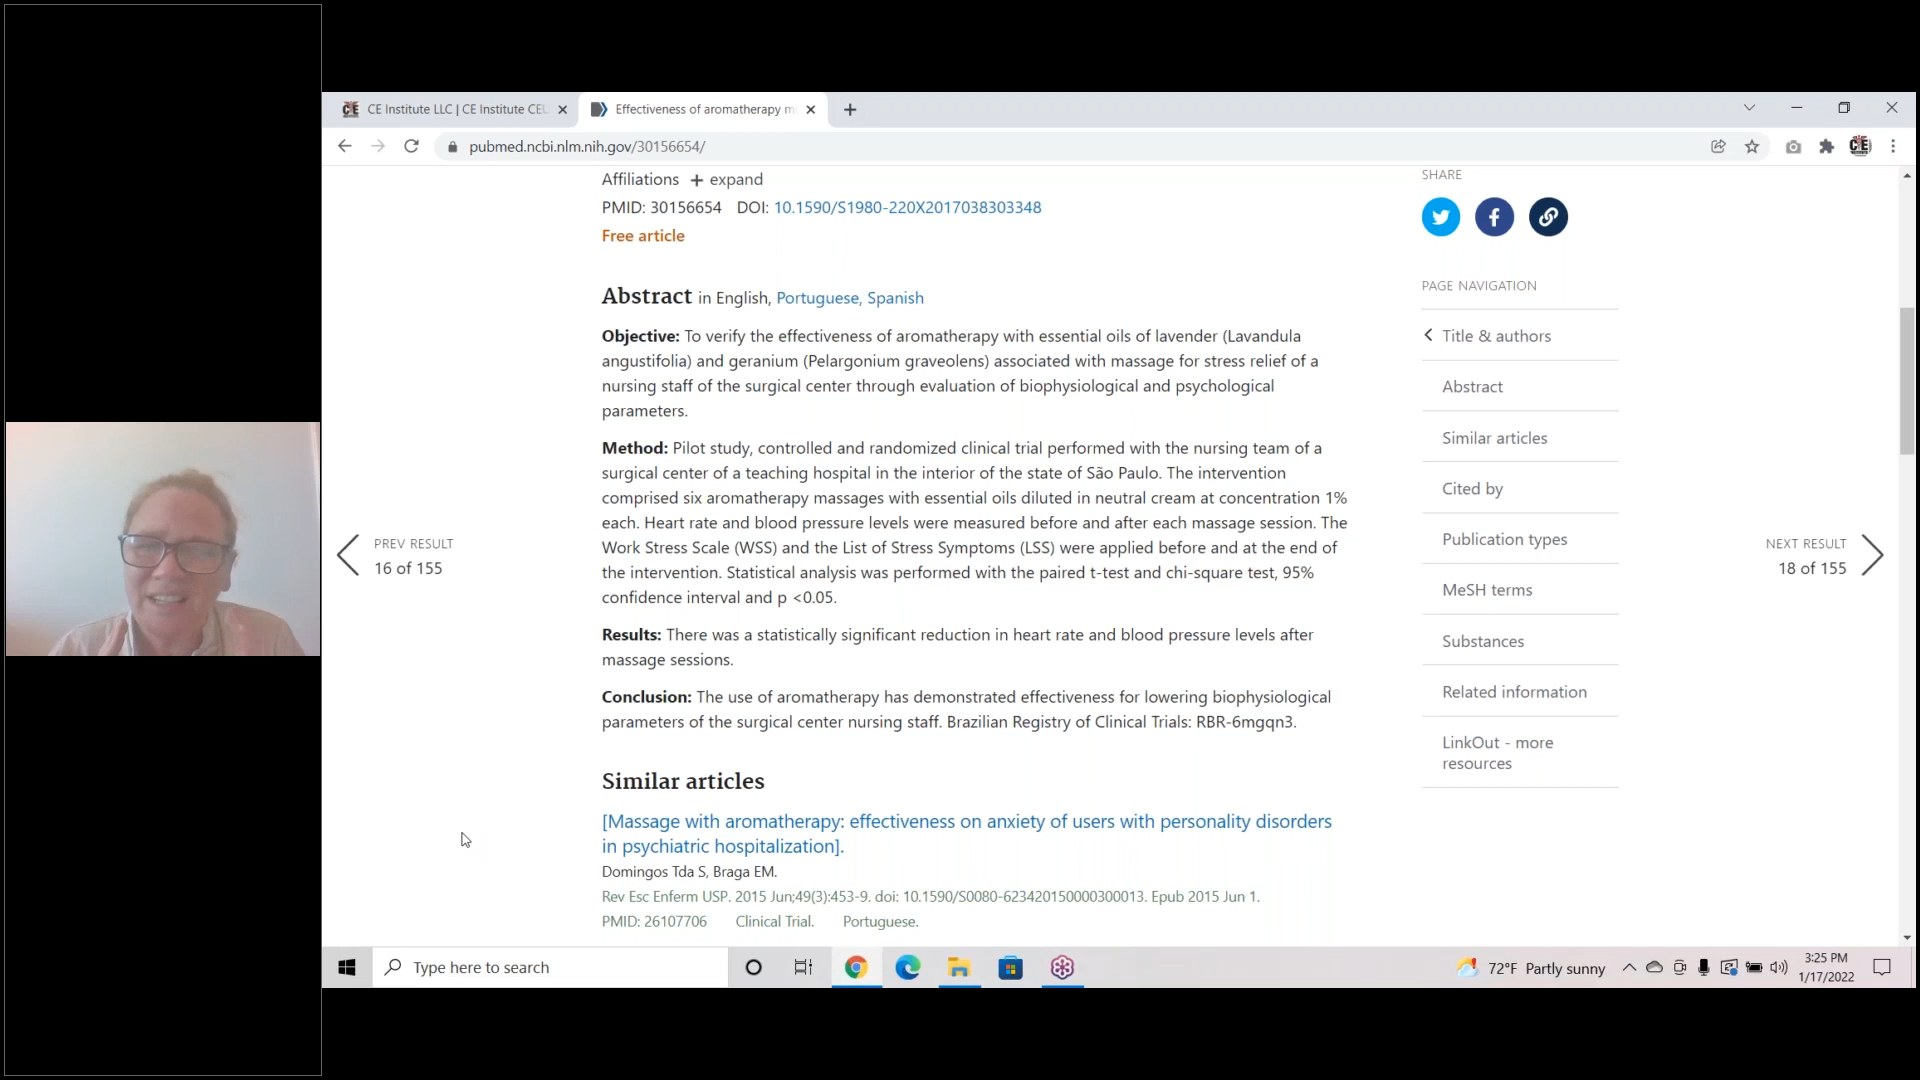 CE Institute LLC | CE Institute CEU
Effectiveness of aromatherapy m
pubmed.ncbi.nlm.nih.gov/30156654/
Affiliations + expand
PMID: 30156654 DOI: 10.1590/S1980-220X2017038303348
Free article
Abstract in English, Portuguese, Spanish
Objective: To verify the effectiveness of aromatherapy with essential oils of lavender (Lavandula
angustifolia) and geranium (Pelargonium graveolens) associated with massage for stress relief of a
nursing staff of the surgical center through evaluation of biophysiological and psychological
parameters.
Method: Pilot study, controlled and randomized clinical trial performed with the nursing team of a
surgical center of a teaching hospital in the interior of the state of São Paulo. The intervention
comprised six aromatherapy massages with essential oils diluted in neutral cream at concentration 1%
each. Heart rate and blood pressure levels were measured before and after each massage session. The
Work Stress Scale (WSS) and the List of Stress Symptoms (LSS) were applied before and at the end of
the intervention. Statistical analysis was performed with the paired t-test and chi-square test, 95%
confidence interval and p <0.05.
Results: There was a statistically significant reduction in heart rate and blood pressure levels after
massage sessions.
Conclusion: The use of aromatherapy has demonstrated effectiveness for lowering biophysiological
parameters of the surgical center nursing staff. Brazilian Registry of Clinical Trials: RBR-6mgqn3.
Similar articles
[Massage with aromatherapy: effectiveness on anxiety of users with personality disorders
in psychiatric hospitalization].
Domingos Tda S, Braga EM.
Rev Esc Enferm USP. 2015 Jun;49(3):453-9. doi: 10.1590/S0080-623420150000300013. Epub 2015 Jun 1.
PMID: 26107706 Clinical Trial. Portuguese.
PREV RESULT
16 of 155
NEXT RESULT
18 of 155
SHARE
PAGE NAVIGATION
Title & authors
Abstract
Similar articles
Cited by
Publication types
MeSH terms
Substances
Related information
LinkOut - more
resources
Type here to search
72°F Partly sunny
3:25 PM
1/17/2022